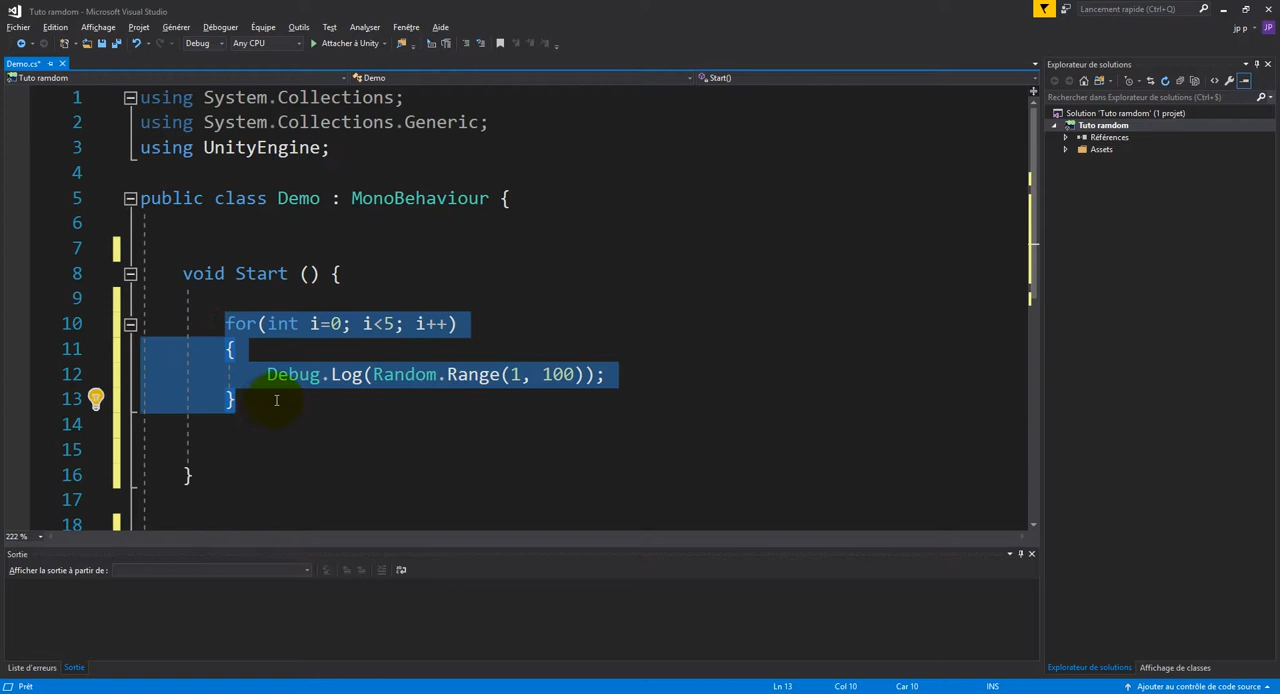 Tuto ramdom - Microsoft Visual Studio
Lancement rapide (Ctrl+Q)
Fichier Edition Affichage Projet Générer Déboguer Équipe Outils Test Analyser Fenêtre Aide
jp p JP
Debug Any CPU Attacher à Unity
Demo.cs*
Tuto ramdom Demo Start()
1 using System.Collections;
2 using System.Collections.Generic;
3 using UnityEngine;
4
5 public class Demo : MonoBehaviour {
6
7
8 void Start () {
9
10 for(int i=0; i<5; i++)
11 {
12 Debug.Log(Random.Range(1, 100));
13 }
14
15
16 }
17
18
222 %
Explorateur de solutions
Rechercher dans Explorateur de solutions (Ctrl+$)
Solution 'Tuto ramdom' (1 projet)
Tuto ramdom
Références
Assets
Sortie
Afficher la sortie à partir de :
Liste d'erreurs Sortie
Explorateur de solutions Affichage de classes
Prêt Ln 13 Col 10 Car 10 INS Ajouter au contrôle de code source